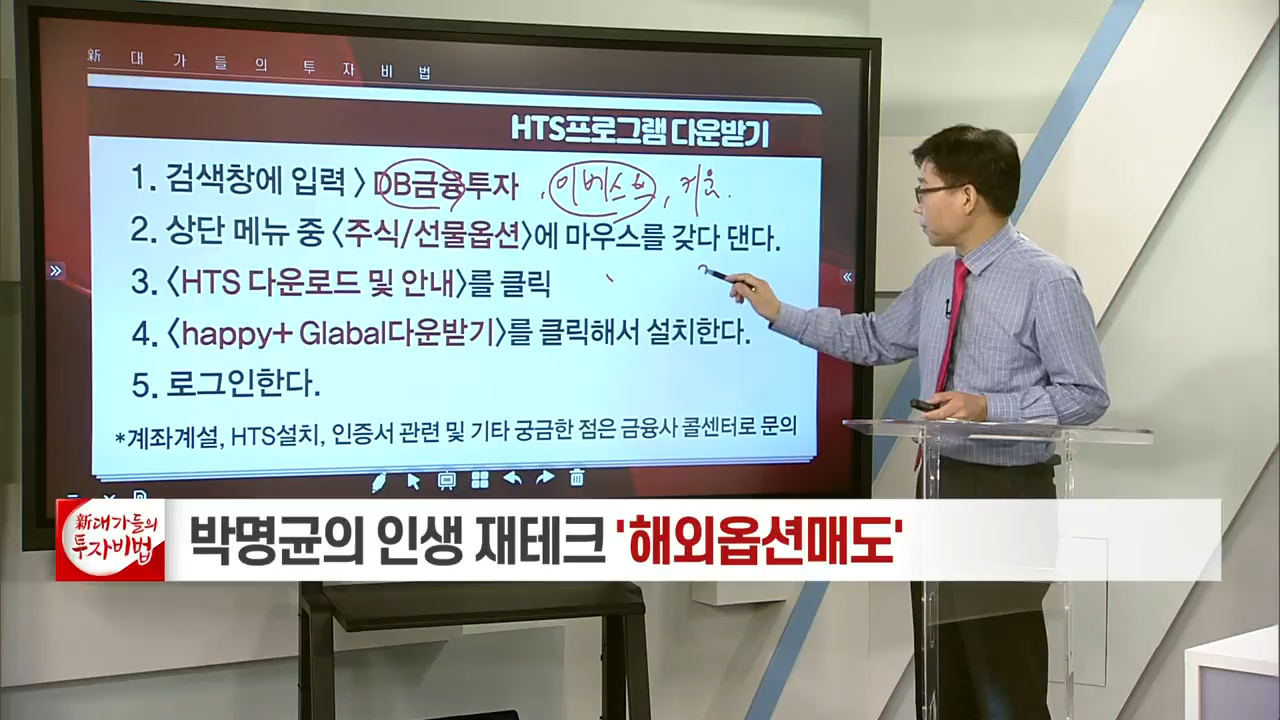 新 대 가 들 의 투 자 비 법
HTS프로그램 다운받기
1. 검색창에 입력 > DB금융투자 , 이베스트, 키움.
2. 상단 메뉴 중 <주식/선물옵션>에 마우스를 갖다 댄다.
3. <HTS 다운로드 및 안내>를 클릭
4. <happy+ Glabal다운받기>를 클릭해서 설치한다.
5. 로그인한다.
*계좌계설, HTS설치, 인증서 관련 및 기타 궁금한 점은 금융사 콜센터로 문의
新대가들의
투자비법
박명균의 인생 재테크 '해외옵션매도'